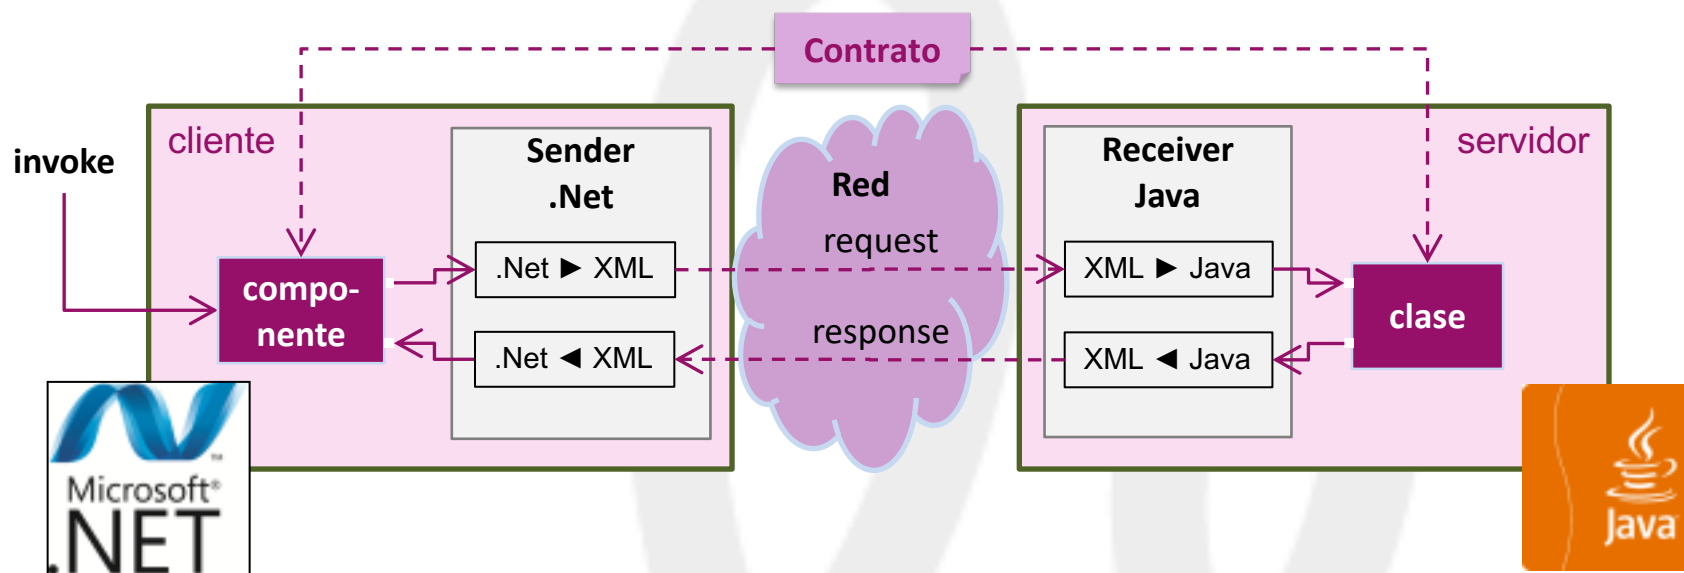 Contrato
invoke
cliente
Sender
.Net
.Net ► XML
.Net ◄ XML
compo-
nente
Red
request
response
Receiver
Java
XML ► Java
XML ◄ Java
servidor
clase
Microsoft®
.NET
™
Java